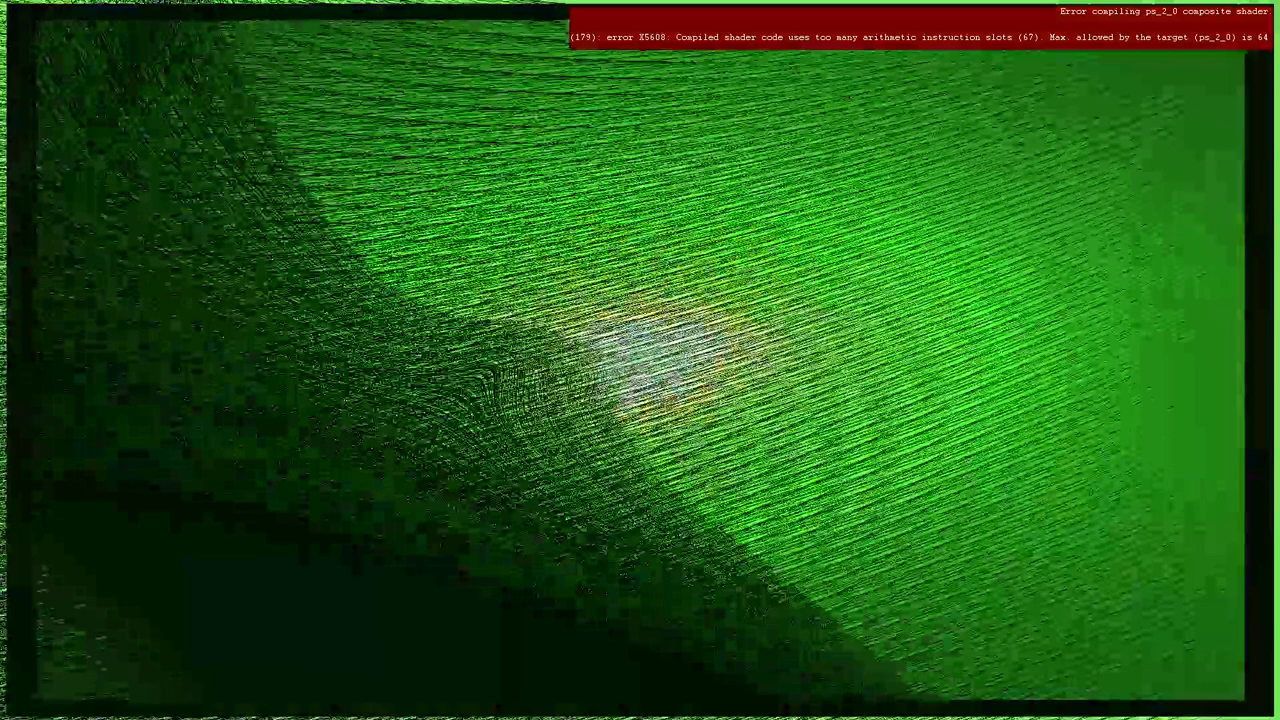 Error compiling ps_2_0 composite shader:
(179): error X5608: Compiled shader code uses too many arithmetic instruction slots (67). Max. allowed by the target (ps_2_0) is 64